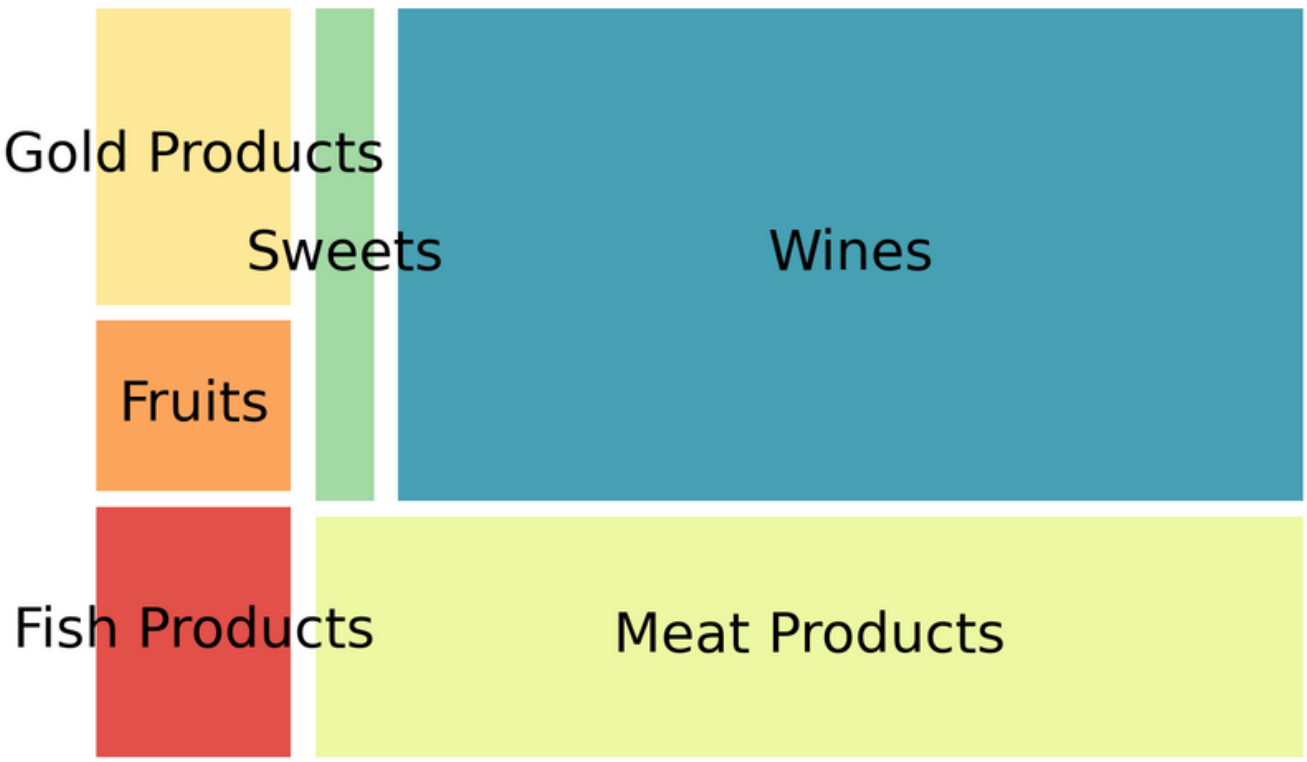 Gold Products
Sweets
Wines
Fruits
Fish Products
Meat Products